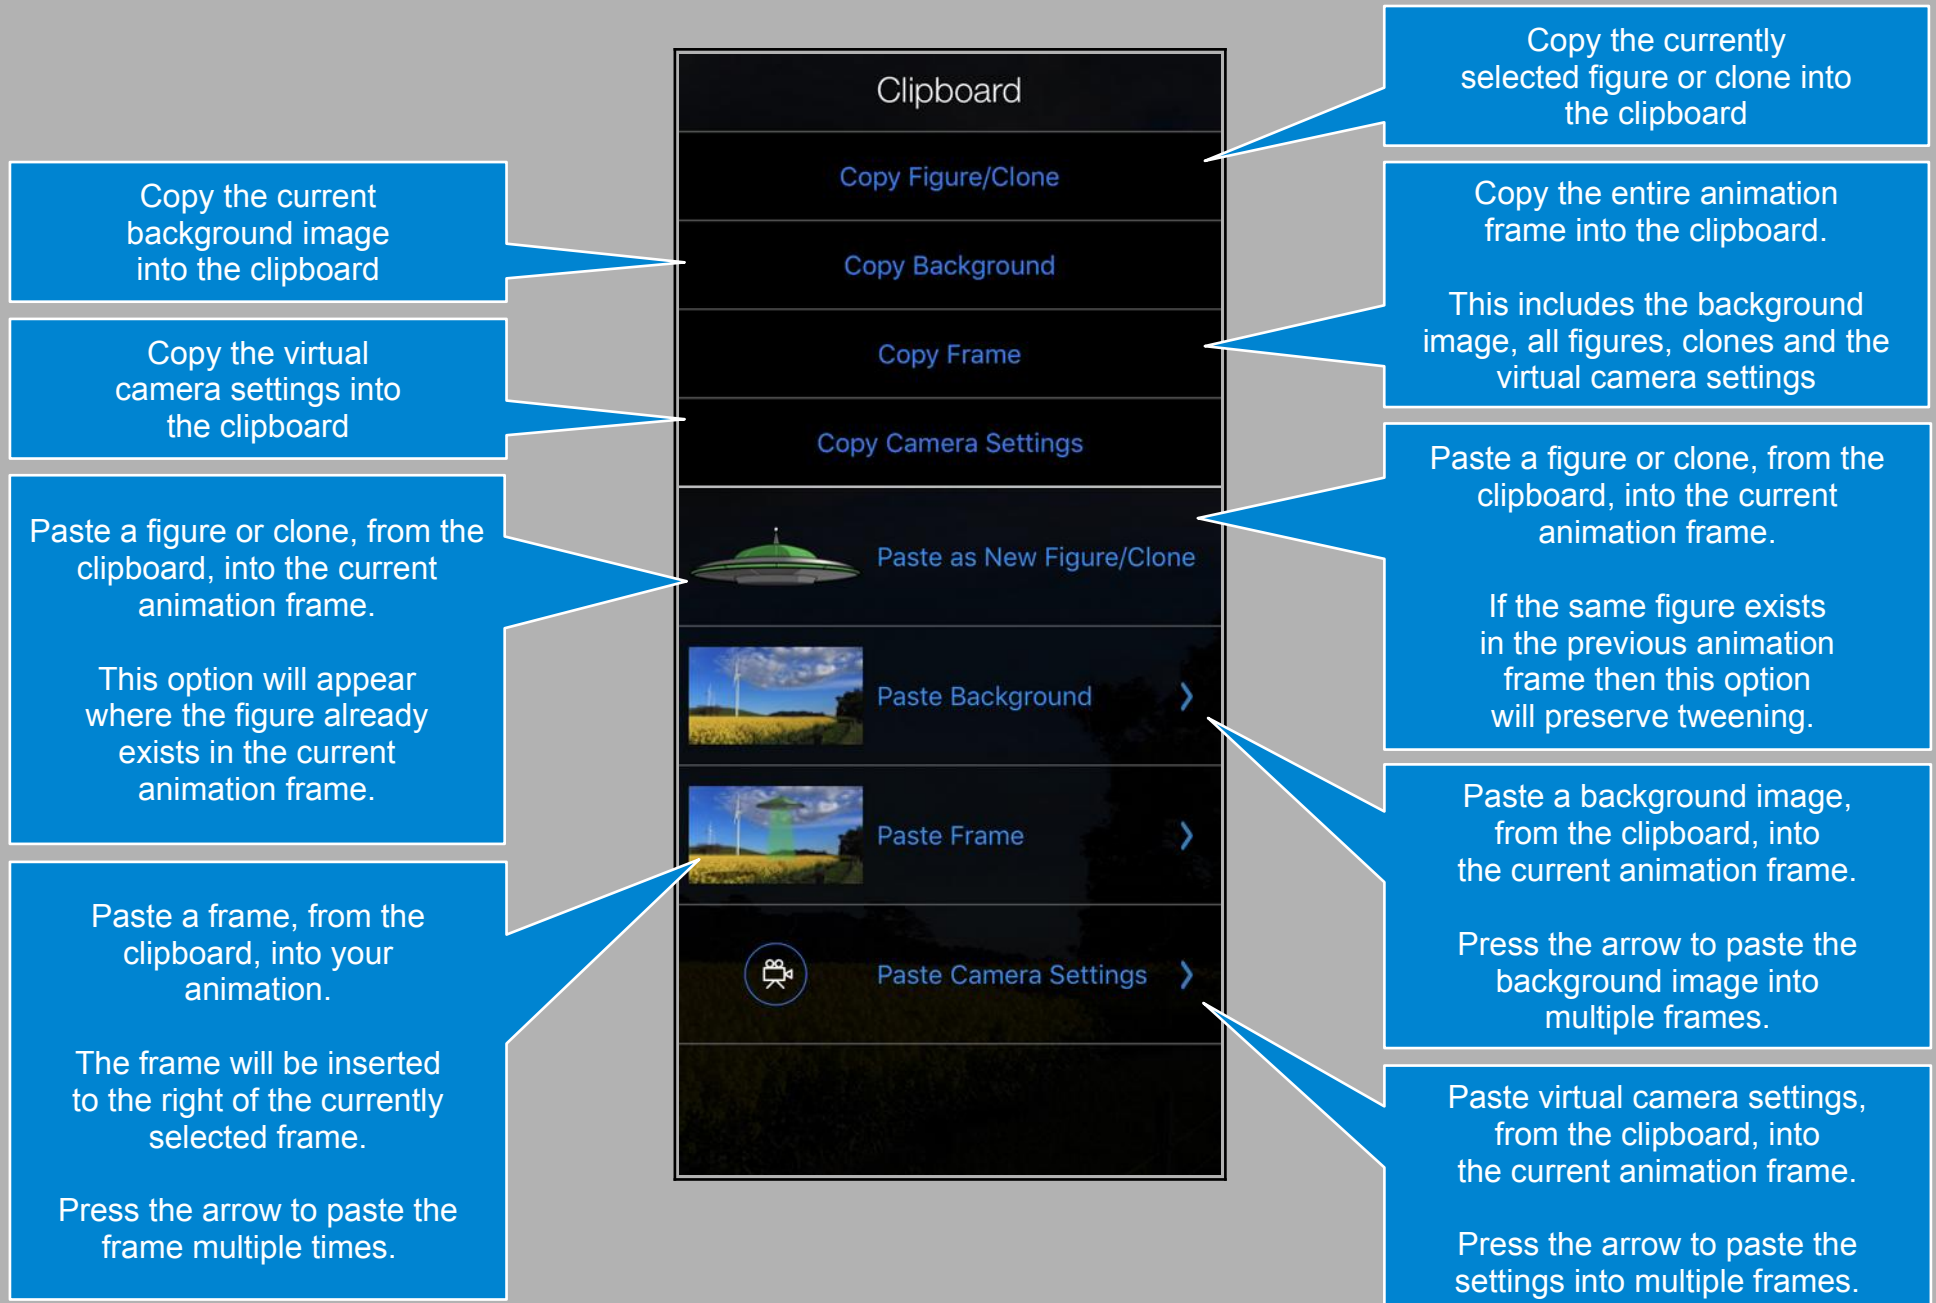 Clipboard
Copy Figure/Clone
Copy Background
Copy Frame
Copy Camera Settings
Paste as New Figure/Clone
Paste Background
Paste Frame
Paste Camera Settings
Copy the current
background image
into the clipboard
Copy the virtual
camera settings into
the clipboard
Paste a figure or clone, from the
clipboard, into the current
animation frame.
This option will appear
where the figure already
exists in the current
animation frame.
Paste a frame, from the
clipboard, into your
animation.
The frame will be inserted
to the right of the currently
selected frame.
Press the arrow to paste the
frame multiple times.
Copy the currently
selected figure or clone into
the clipboard
Copy the entire animation
frame into the clipboard.
This includes the background
image, all figures, clones and the
virtual camera settings
Paste a figure or clone, from the
clipboard, into the current
animation frame.
If the same figure exists
in the previous animation
frame then this option
will preserve tweening.
Paste a background image,
from the clipboard, into
the current animation frame.
Press the arrow to paste the
background image into
multiple frames.
Paste virtual camera settings,
from the clipboard, into
the current animation frame.
Press the arrow to paste the
settings into multiple frames.